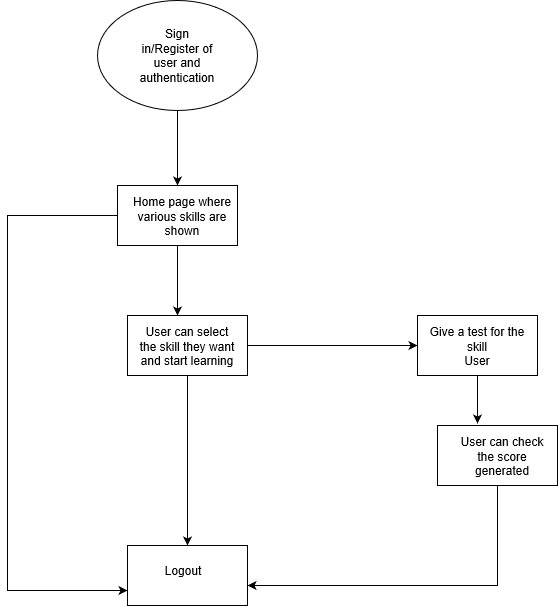 Sign
in/Register of
user and
authentication
Home page where
various skills are
shown
User can select
the skill they want
and start learning
Give a test for the
skill
User
User can check
the score
generated
Logout